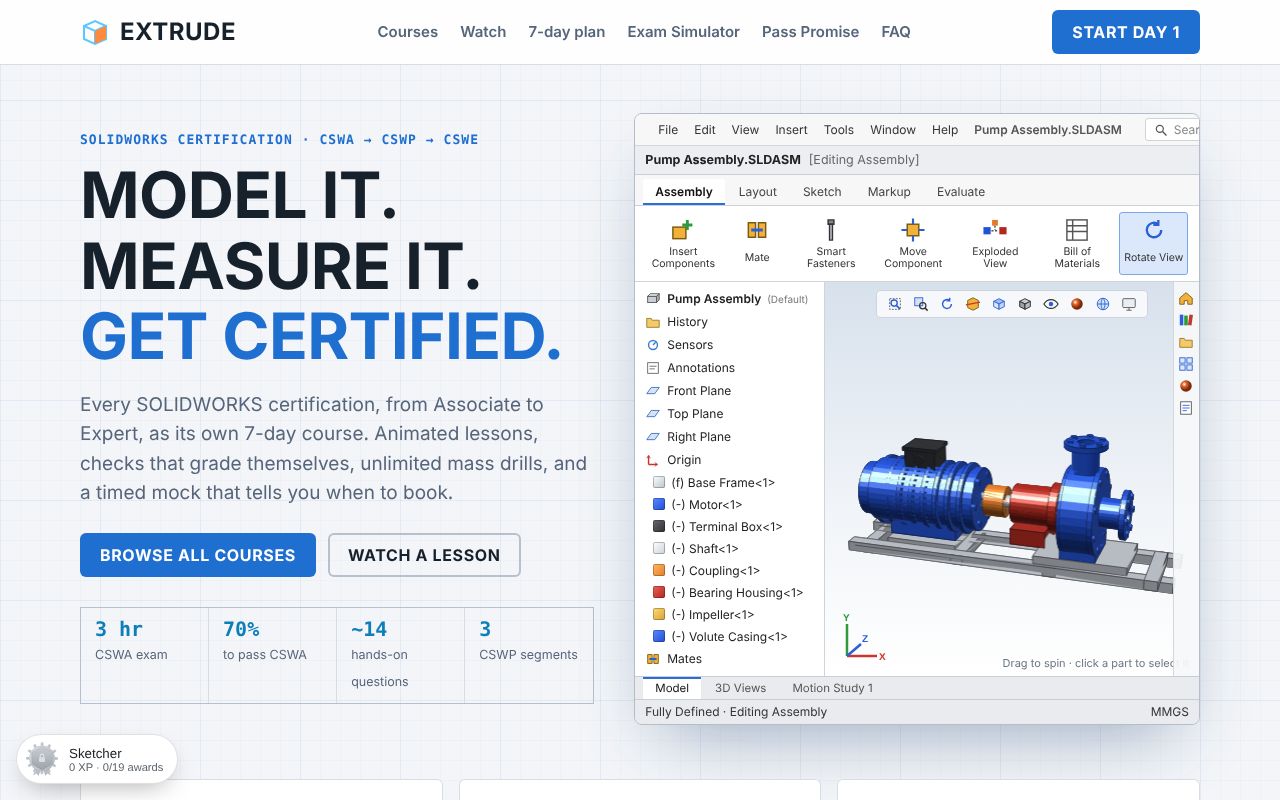 EXTRUDE
Courses Watch 7-day plan Exam Simulator Pass Promise FAQ
START DAY 1
SOLIDWORKS CERTIFICATION · CSWA → CSWP → CSWE
MODEL IT.
MEASURE IT.
GET CERTIFIED.
Every SOLIDWORKS certification, from Associate to
Expert, as its own 7-day course. Animated lessons,
checks that grade themselves, unlimited mass drills, and
a timed mock that tells you when to book.
BROWSE ALL COURSES
WATCH A LESSON
3 hr
CSWA exam
70%
to pass CSWA
~14
hands-on
questions
3
CSWP segments
File Edit View Insert Tools Window Help Pump Assembly.SLDASM Sear
Pump Assembly.SLDASM [Editing Assembly]
Assembly Layout Sketch Markup Evaluate
Insert
Components
Mate
Smart
Fasteners
Move
Component
Exploded
View
Bill of
Materials
Rotate View
Pump Assembly (Default)
History
Sensors
Annotations
Front Plane
Top Plane
Right Plane
Origin
(f) Base Frame<1>
(-) Motor<1>
(-) Terminal Box<1>
(-) Shaft<1>
(-) Coupling<1>
(-) Bearing Housing<1>
(-) Impeller<1>
(-) Volute Casing<1>
Mates
Y
Z
X
Drag to spin · click a part to select
Model 3D Views Motion Study 1
Fully Defined · Editing Assembly MMGS
Sketcher
0 XP · 0/19 awards